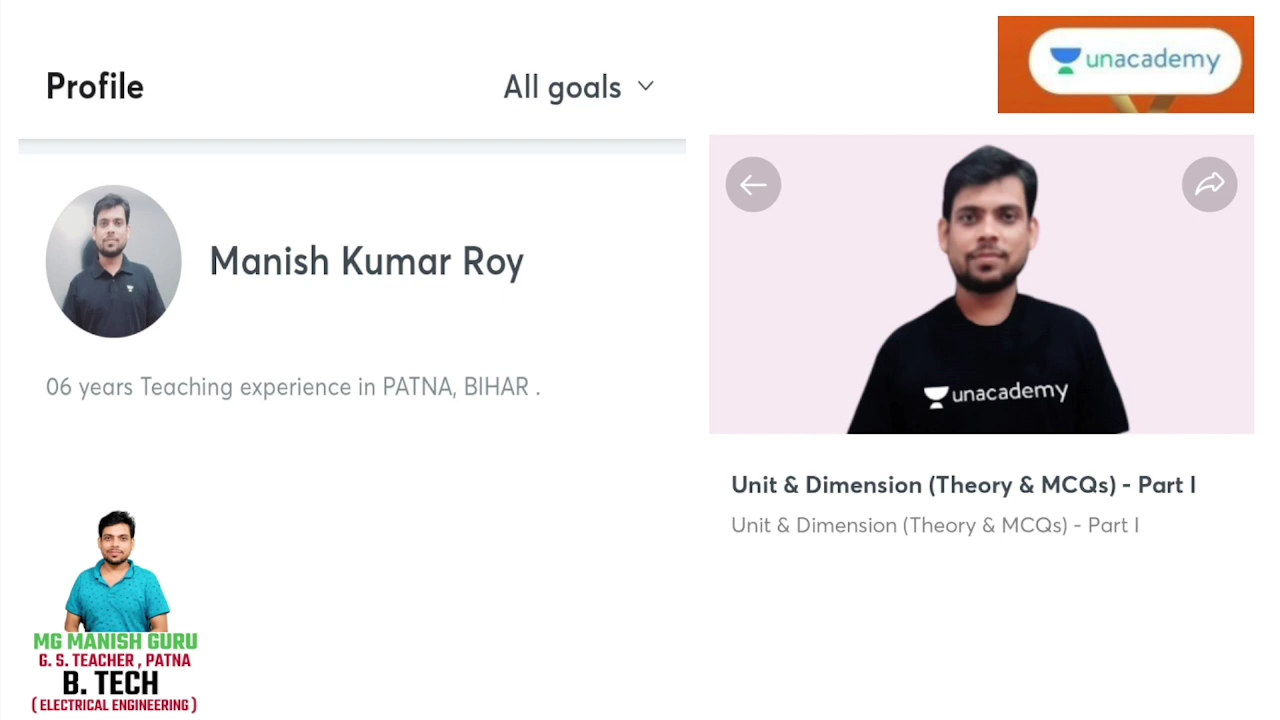 Profile
All goals
unacademy
Manish Kumar Roy
06 years Teaching experience in PATNA, BIHAR .
unacademy
Unit & Dimension (Theory & MCQs) - Part I
Unit & Dimension (Theory & MCQs) - Part I
MG MANISH GURU
G. S. TEACHER , PATNA
B. TECH
( ELECTRICAL ENGINEERING )